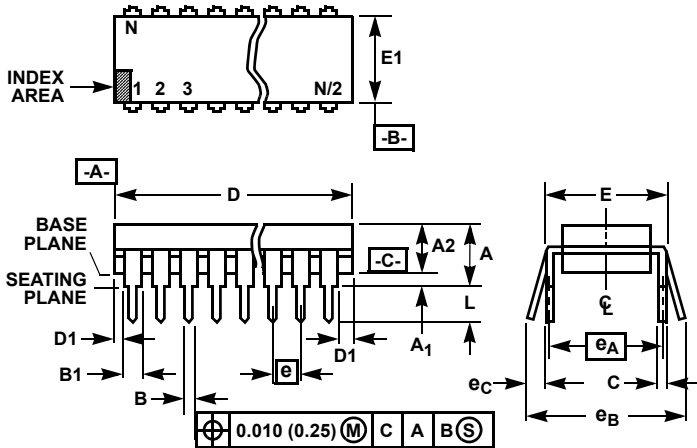 N
E1
INDEX
AREA
1 2 3 N/2
-B-
-A-
D
E
BASE
PLANE
A2
A
-C-
SEATING
PLANE
L
℄
D1
A1
D1
eA
B1
e
eC
C
B
eB
⌖ 0.010 (0.25) Ⓜ C A B Ⓢ